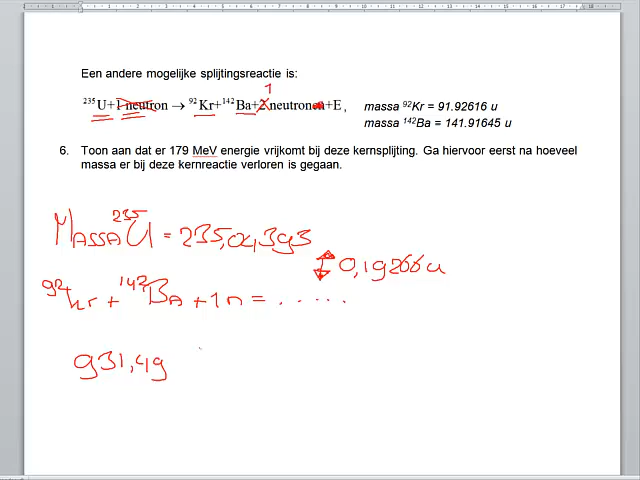 Een andere mogelijke splijtingsreactie is:
1
²³⁵U+1 neutron → ⁹²Kr+¹⁴²Ba+2 neutronen+E, massa ⁹²Kr = 91.92616 u
massa ¹⁴²Ba = 141.91645 u
6. Toon aan dat er 179 MeV energie vrijkomt bij deze kernsplijting. Ga hiervoor eerst na hoeveel
massa er bij deze kernreactie verloren is gegaan.
MASSA ²³⁵U = 235,04393
0,19266u
⁹²Kr + ¹⁴²Ba + 1n = ......
931,49